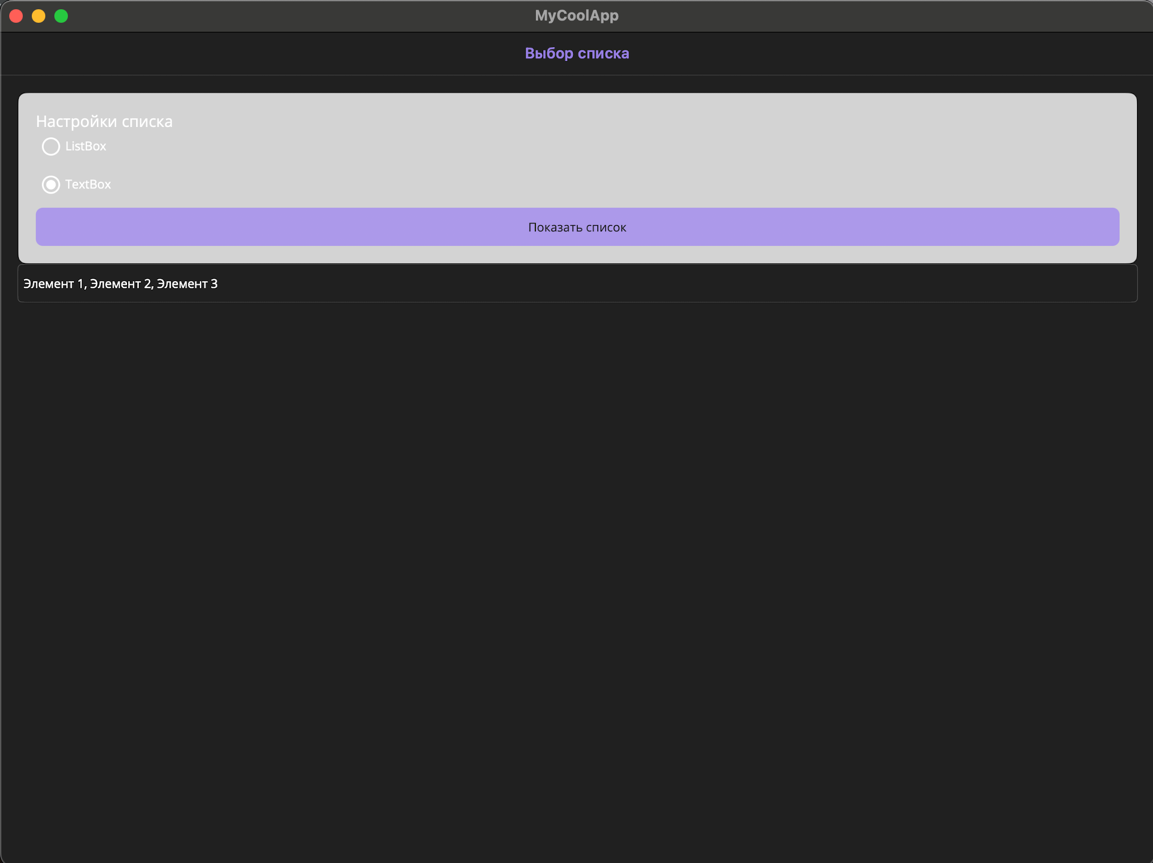 MyCoolApp
Выбор списка
Настройки списка
ListBox
TextBox
Показать список
Элемент 1, Элемент 2, Элемент 3